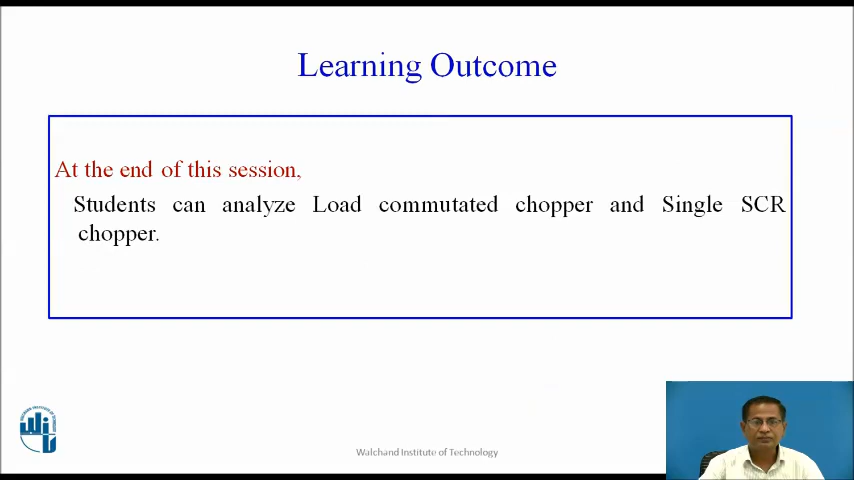 Learning Outcome
At the end of this session,
Students can analyze Load commutated chopper and Single SCR
chopper.
Walchand Institute of Technology